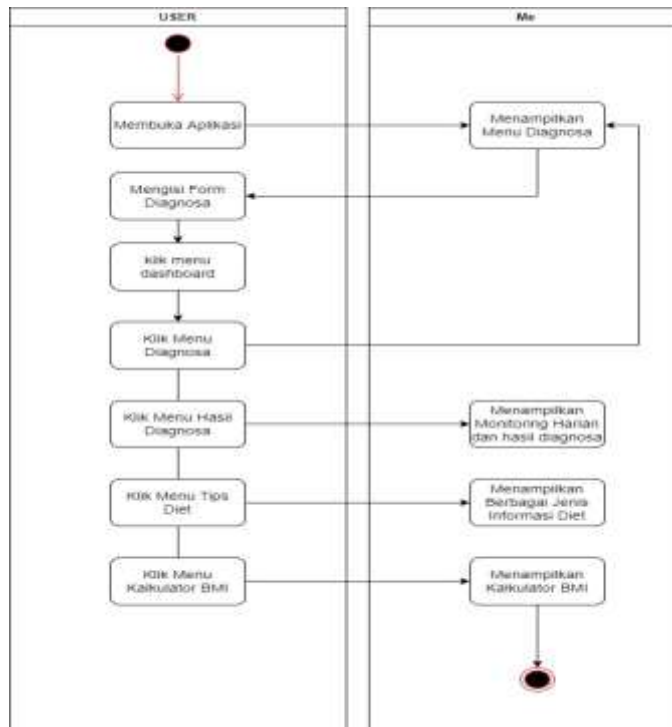 USER
Me
Membuka Aplikasi
Menampilkan
Menu Diagnosa
Mengisi Form
Diagnosa
klik menu
dashboard
Klik Menu
Diagnosa
Klik Menu Hasil
Diagnosa
Menampilkan
Monitoring Harian
dan hasil diagnosa
Klik Menu Tips
Diet
Menampilkan
Berbagai Jenis
Informasi Diet
Klik Menu
Kalkulator BMI
Menampilkan
Kalkulator BMI